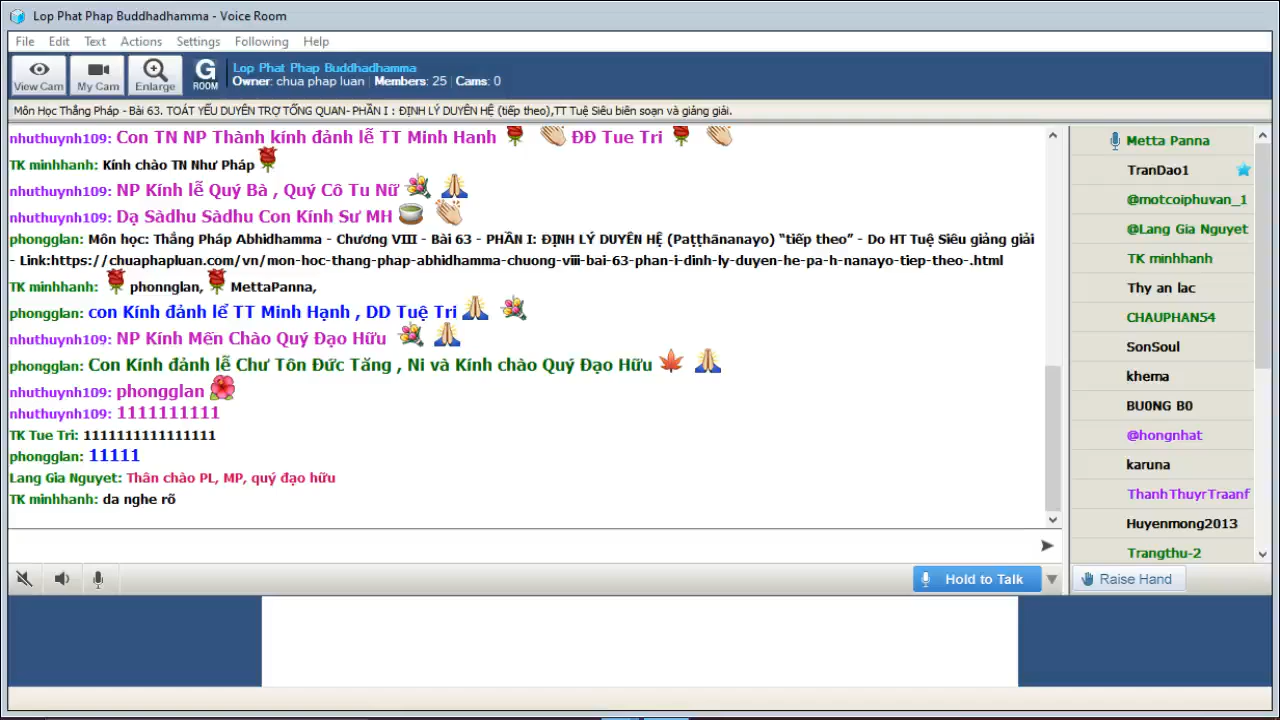 Lop Phat Phap Buddhadhamma - Voice Room
File Edit Text Actions Settings Following Help
View Cam My Cam Enlarge G ROOM
Lop Phat Phap Buddhadhamma
Owner: chua phap luan Members: 25 Cams: 0
Môn Học Thắng Pháp - Bài 63. TOÁT YẾU DUYÊN TRỢ TỔNG QUAN- PHẦN I : ĐỊNH LÝ DUYÊN HỆ (tiếp theo),TT Tuệ Siêu biên soạn và giảng giải.
nhuthuynh109: Con TN NP Thành kính đảnh lễ TT Minh Hanh ĐĐ Tue Tri
TK minhhanh: Kính chào TN Như Pháp
nhuthuynh109: NP Kính lễ Quý Bà , Quý Cô Tu Nữ
nhuthuynh109: Dạ Sàdhu Sàdhu Con Kính Sư MH
phongglan: Môn học: Thắng Pháp Abhidhamma - Chương VIII - Bài 63 - PHẦN I: ĐỊNH LÝ DUYÊN HỆ (Paṭṭhānanayo) “tiếp theo” - Do HT Tuệ Siêu giảng giải
- Link:https://chuaphapluan.com/vn/mon-hoc-thang-phap-abhidhamma-chuong-viii-bai-63-phan-i-dinh-ly-duyen-he-pa-h-nanayo-tiep-theo-.html
TK minhhanh: phonnglan, MettaPanna,
phongglan: con Kính đảnh lể TT Minh Hạnh , DD Tuệ Tri
nhuthuynh109: NP Kính Mến Chào Quý Đạo Hữu
phongglan: Con Kính đảnh lễ Chư Tôn Đức Tăng , Ni và Kính chào Quý Đạo Hữu
nhuthuynh109: phongglan
nhuthuynh109: 1111111111
TK Tue Tri: 1111111111111111
phongglan: 11111
Lang Gia Nguyet: Thân chào PL, MP, quý đạo hữu
TK minhhanh: da nghe rõ
Metta Panna
TranDao1
@motcoiphuvan_1
@Lang Gia Nguyet
TK minhhanh
Thy an lac
CHAUPHAN54
SonSoul
khema
BU0NG B0
@hongnhat
karuna
ThanhThuyrTraanf
Huyenmong2013
Trangthu-2
Hold to Talk
Raise Hand